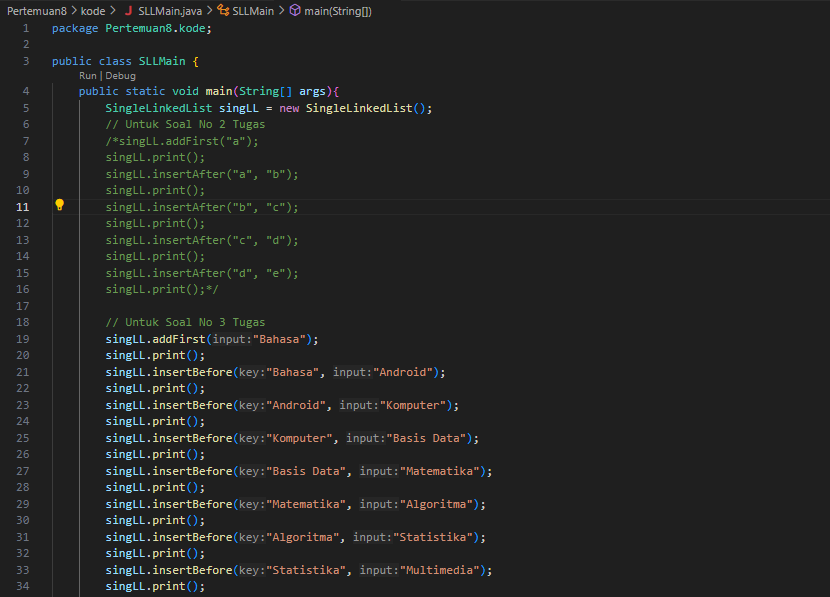 Pertemuan8 > kode > J SLLMain.java > SLLMain > main(String[])
1 package Pertemuan8.kode;
2
3 public class SLLMain {
Run | Debug
4 public static void main(String[] args){
5 SingleLinkedList singLL = new SingleLinkedList();
6 // Untuk Soal No 2 Tugas
7 /*singLL.addFirst("a");
8 singLL.print();
9 singLL.insertAfter("a", "b");
10 singLL.print();
11 singLL.insertAfter("b", "c");
12 singLL.print();
13 singLL.insertAfter("c", "d");
14 singLL.print();
15 singLL.insertAfter("d", "e");
16 singLL.print();*/
17
18 // Untuk Soal No 3 Tugas
19 singLL.addFirst(input:"Bahasa");
20 singLL.print();
21 singLL.insertBefore(key:"Bahasa", input:"Android");
22 singLL.print();
23 singLL.insertBefore(key:"Android", input:"Komputer");
24 singLL.print();
25 singLL.insertBefore(key:"Komputer", input:"Basis Data");
26 singLL.print();
27 singLL.insertBefore(key:"Basis Data", input:"Matematika");
28 singLL.print();
29 singLL.insertBefore(key:"Matematika", input:"Algoritma");
30 singLL.print();
31 singLL.insertBefore(key:"Algoritma", input:"Statistika");
32 singLL.print();
33 singLL.insertBefore(key:"Statistika", input:"Multimedia");
34 singLL.print();